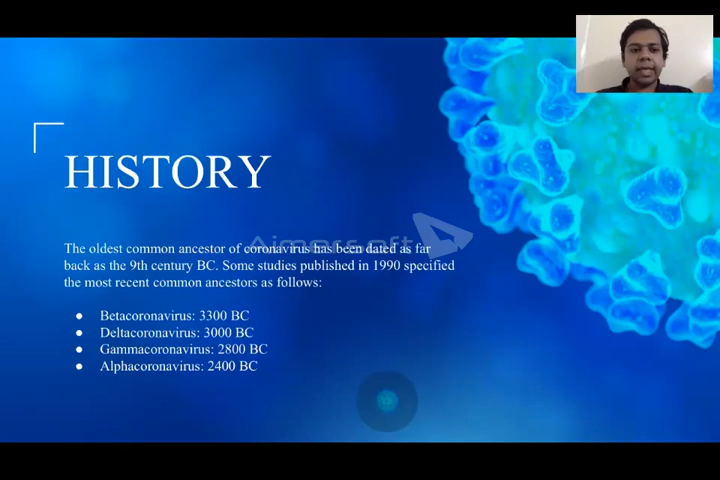 HISTORY
The oldest common ancestor of coronavirus has been dated as far
back as the 9th century BC. Some studies published in 1990 specified
the most recent common ancestors as follows:
● Betacoronavirus: 3300 BC
● Deltacoronavirus: 3000 BC
● Gammacoronavirus: 2800 BC
● Alphacoronavirus: 2400 BC